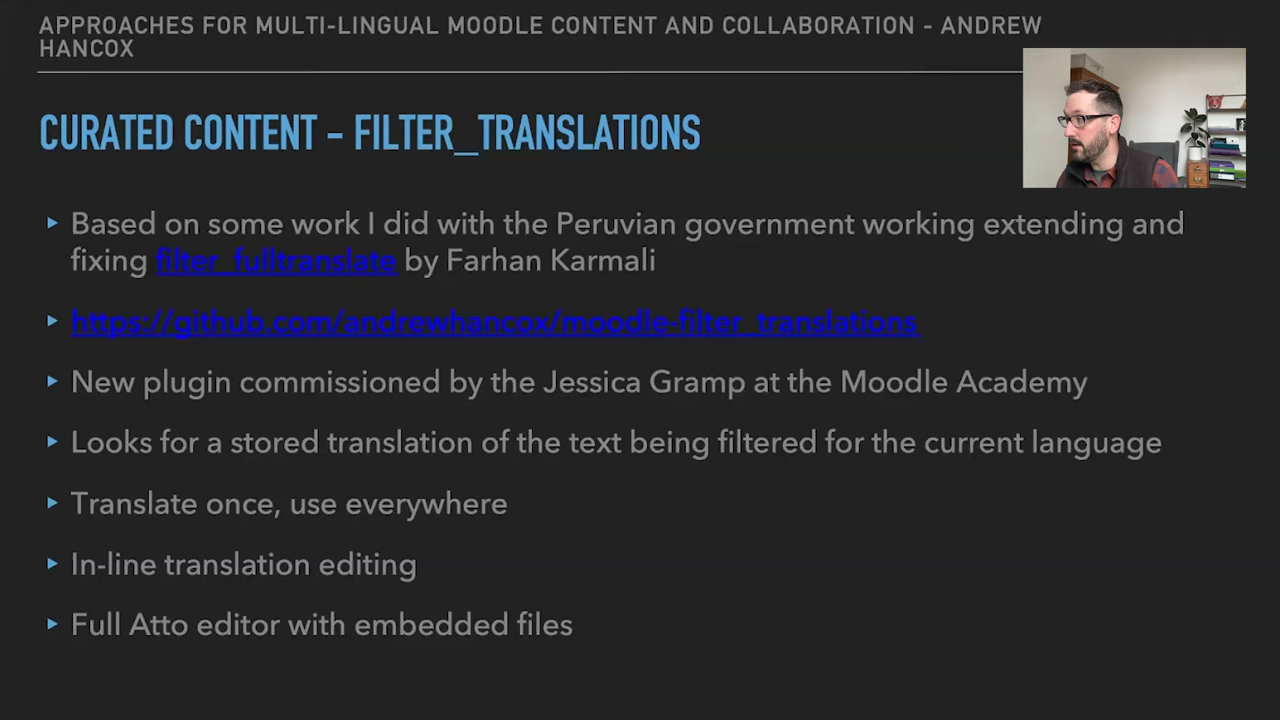 APPROACHES FOR MULTI-LINGUAL MOODLE CONTENT AND COLLABORATION - ANDREW
HANCOX
CURATED CONTENT - FILTER_TRANSLATIONS
Based on some work I did with the Peruvian government working extending and
fixing filter_fulltranslate by Farhan Karmali
https://github.com/andrewhancox/moodle-filter_translations
New plugin commissioned by the Jessica Gramp at the Moodle Academy
Looks for a stored translation of the text being filtered for the current language
Translate once, use everywhere
In-line translation editing
Full Atto editor with embedded files